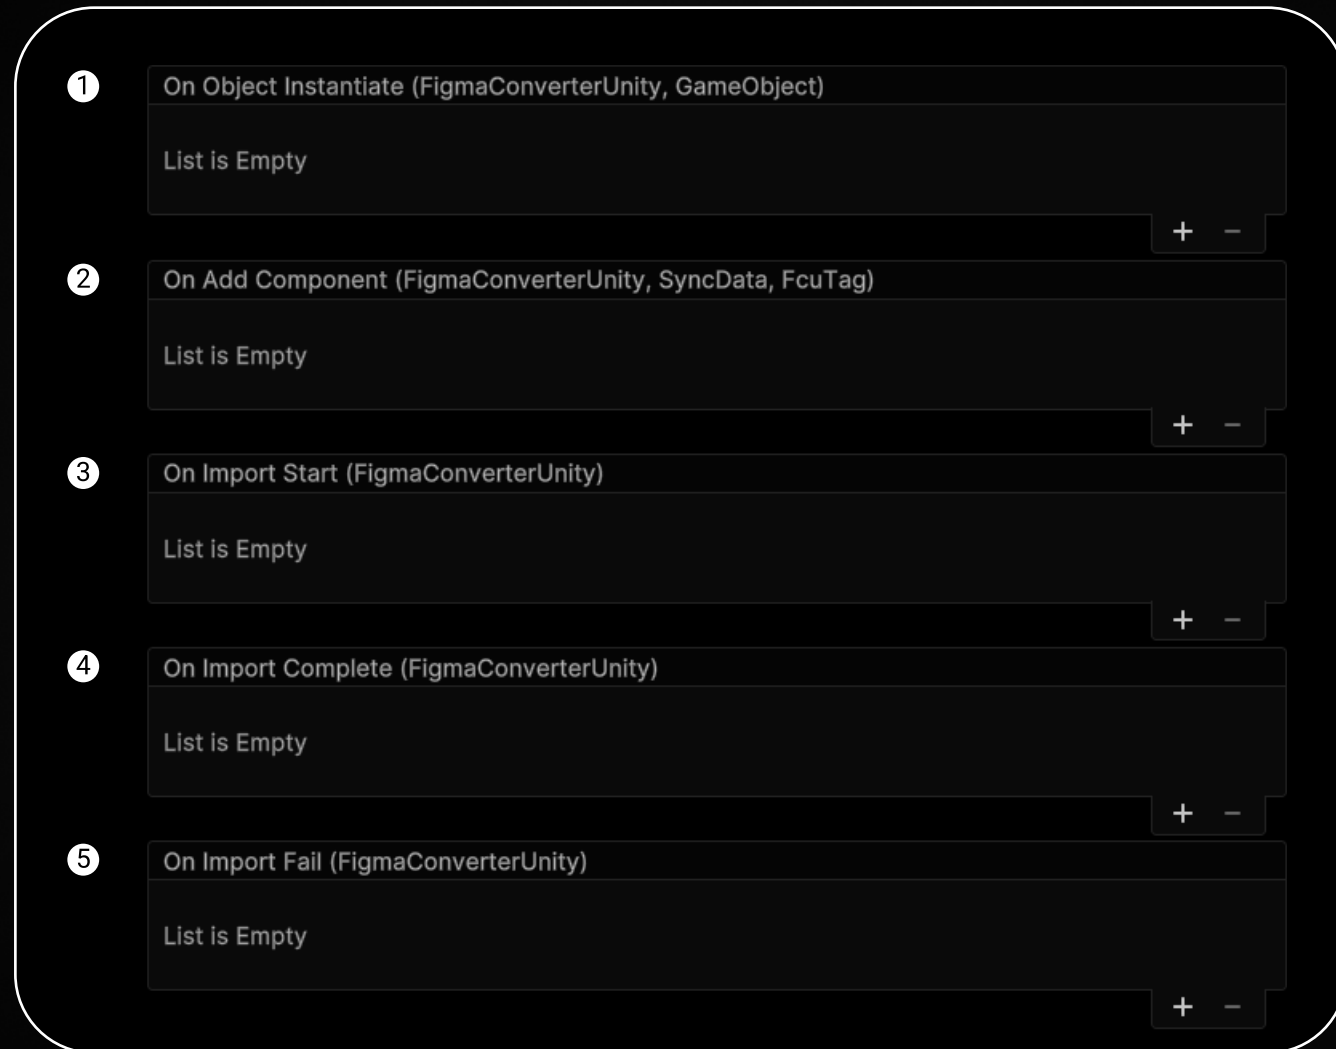 1
On Object Instantiate (FigmaConverterUnity, GameObject)
List is Empty
+ −
2
On Add Component (FigmaConverterUnity, SyncData, FcuTag)
List is Empty
+ −
3
On Import Start (FigmaConverterUnity)
List is Empty
+ −
4
On Import Complete (FigmaConverterUnity)
List is Empty
+ −
5
On Import Fail (FigmaConverterUnity)
List is Empty
+ −